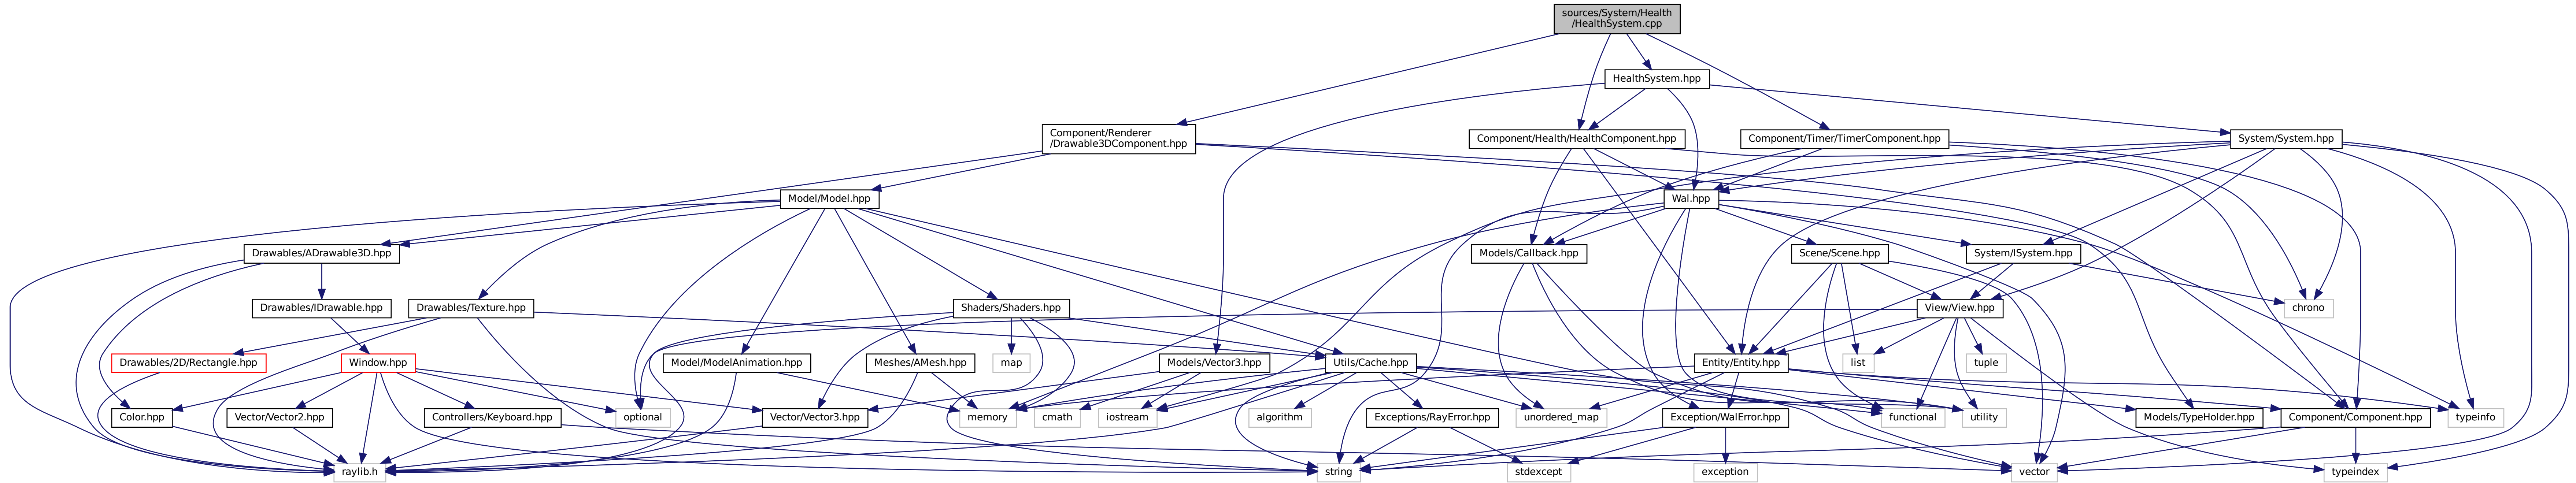 sources/System/Health
/HealthSystem.cpp
HealthSystem.hpp
Component/Renderer
/Drawable3DComponent.hpp
Component/Health/HealthComponent.hpp
Component/Timer/TimerComponent.hpp
System/System.hpp
Model/Model.hpp
Wal.hpp
Drawables/ADrawable3D.hpp
Models/Callback.hpp
Scene/Scene.hpp
System/ISystem.hpp
Drawables/IDrawable.hpp
Drawables/Texture.hpp
Shaders/Shaders.hpp
View/View.hpp
chrono
Drawables/2D/Rectangle.hpp
Window.hpp
Model/ModelAnimation.hpp
Meshes/AMesh.hpp
map
Models/Vector3.hpp
Utils/Cache.hpp
Entity/Entity.hpp
list
tuple
Color.hpp
Vector/Vector2.hpp
Controllers/Keyboard.hpp
optional
Vector/Vector3.hpp
memory
cmath
iostream
algorithm
Exceptions/RayError.hpp
unordered_map
Exception/WalError.hpp
functional
utility
Models/TypeHolder.hpp
Component/Component.hpp
typeinfo
raylib.h
string
stdexcept
exception
vector
typeindex